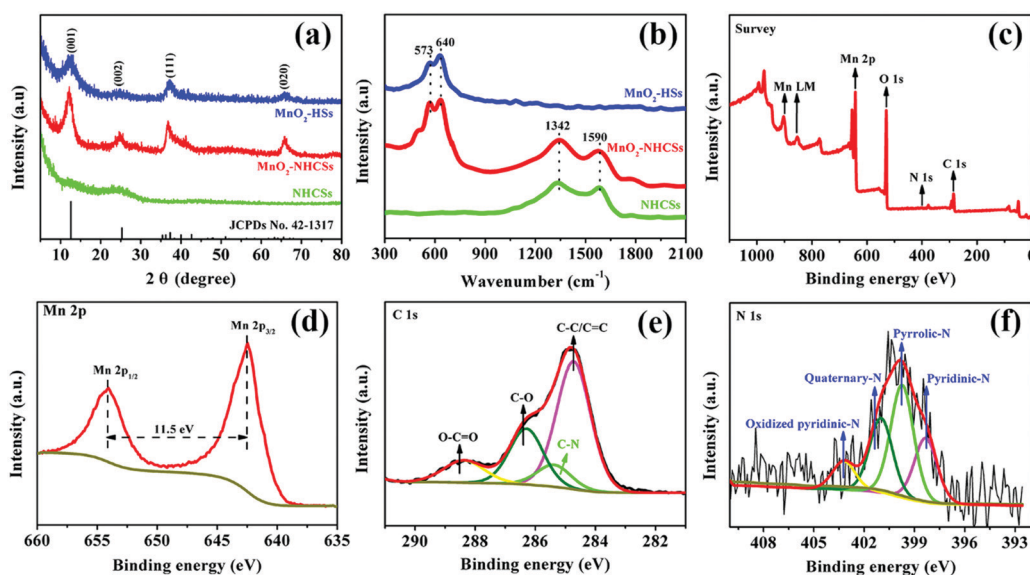 (a)
(001)
(002)
(111)
(020)
MnO₂-HSs
MnO₂-NHCSs
NHCSs
JCPDs No. 42-1317
Intensity (a.u)
10 20 30 40 50 60 70 80
2 θ (degree)
(b)
573 640
MnO₂-HSs
1342 1590
MnO₂-NHCSs
NHCSs
Intensity (a.u)
300 600 900 1200 1500 1800 2100
Wavenumber (cm⁻¹)
Survey
(c)
Mn 2p
Mn LM
O 1s
N 1s
C 1s
Intensity (a.u.)
1000 800 600 400 200 0
Binding energy (eV)
Mn 2p
(d)
Mn 2p₃/₂
Mn 2p₁/₂
11.5 eV
Intensity (a.u.)
660 655 650 645 640 635
Binding energy (eV)
C 1s
(e)
C-C/C=C
C-O
O-C=O
C-N
Intensity (a.u.)
290 288 286 284 282
Binding energy (eV)
N 1s
(f)
Pyrrolic-N
Quaternary-N
Pyridinic-N
Oxidized pyridinic-N
Intensity (a.u.)
408 405 402 399 396 393
Binding energy (eV)